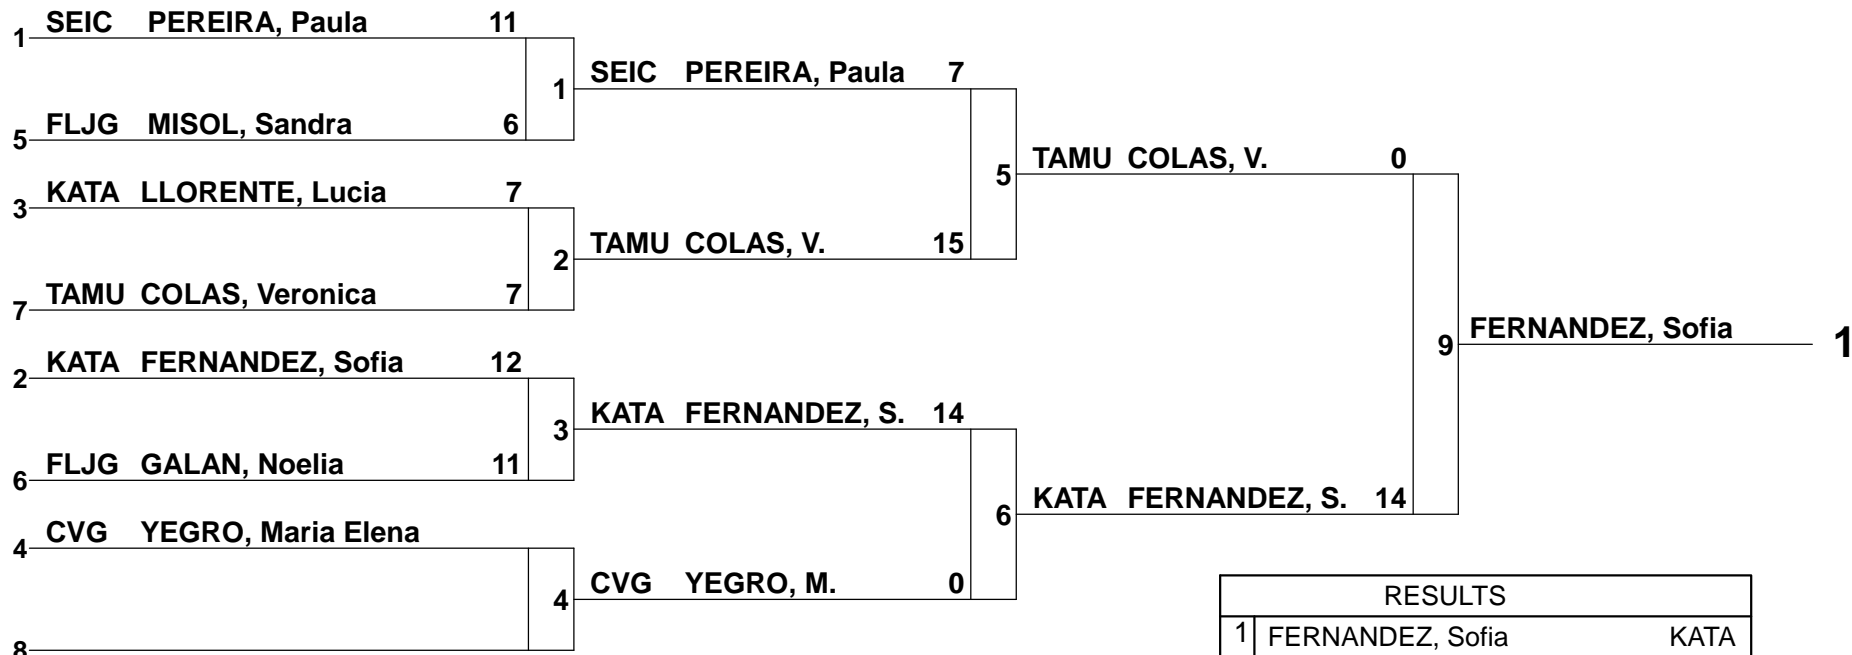 1 SEIC PEREIRA, Paula 11
1 SEIC PEREIRA, Paula 7
5 FLJG MISOL, Sandra 6
5 TAMU COLAS, V. 0
3 KATA LLORENTE, Lucia 7
2 TAMU COLAS, V. 15
7 TAMU COLAS, Veronica 7
9 FERNANDEZ, Sofia 1
2 KATA FERNANDEZ, Sofia 12
3 KATA FERNANDEZ, S. 14
6 FLJG GALAN, Noelia 11
6 KATA FERNANDEZ, S. 14
4 CVG YEGRO, Maria Elena
4 CVG YEGRO, M. 0
RESULTS
1 FERNANDEZ, Sofia KATA
8